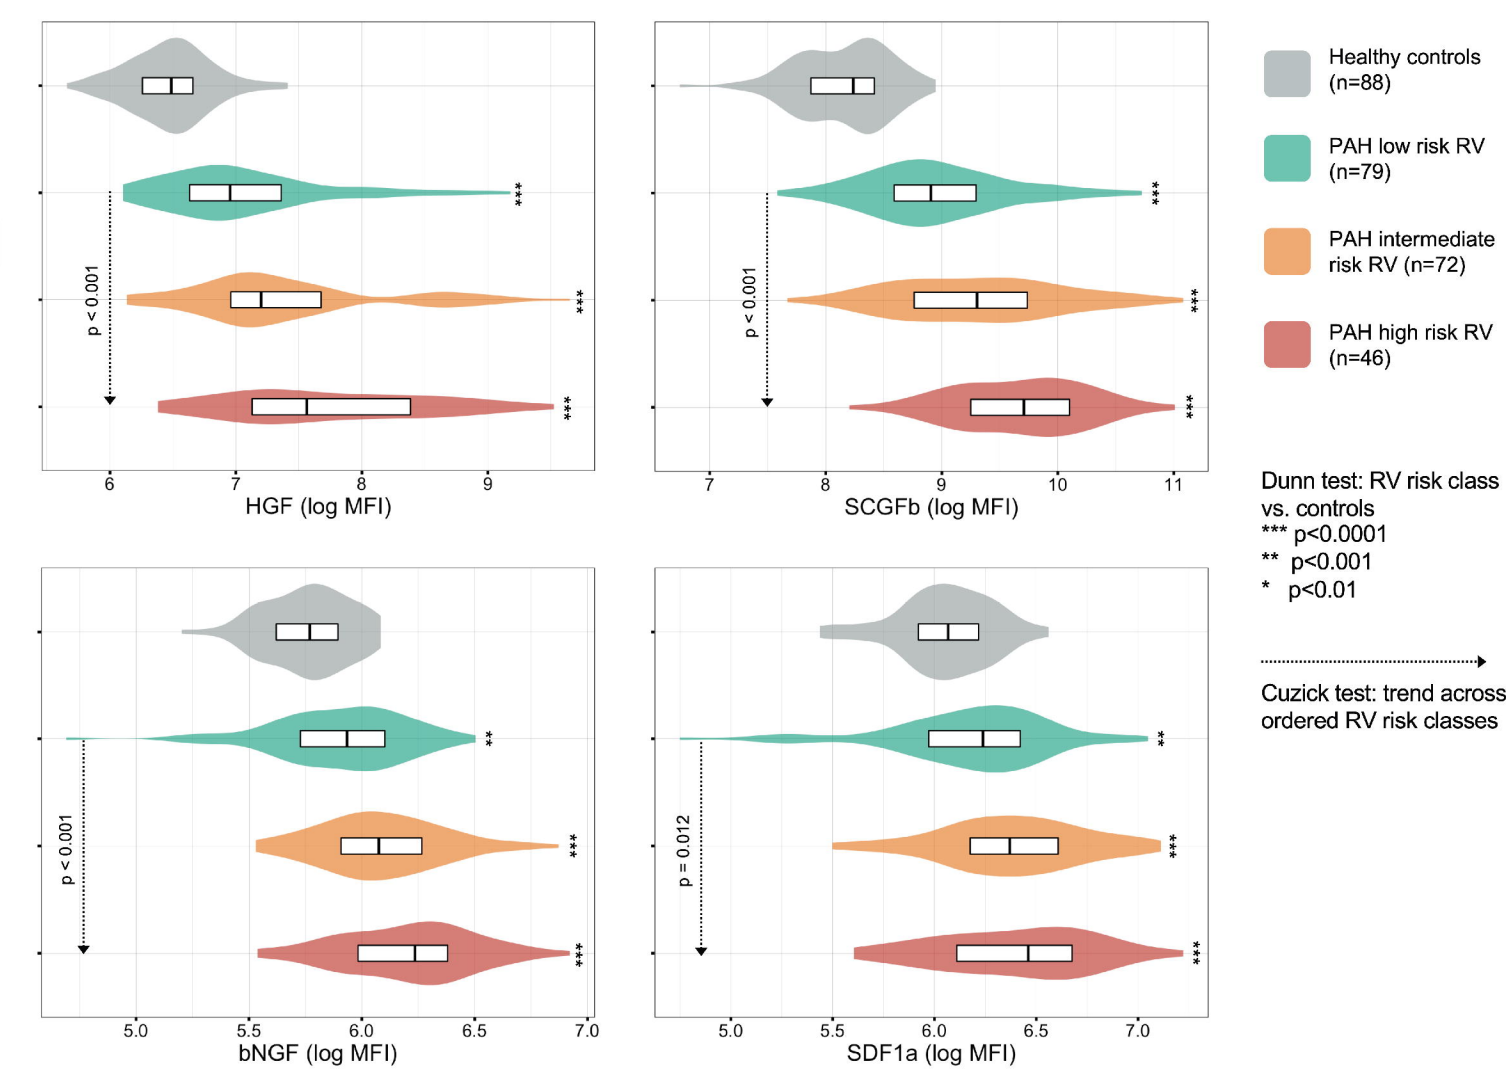 ***
***
***
p < 0.001
6 7 8 9
HGF (log MFI)
***
***
***
p < 0.001
7 8 9 10 11
SCGFb (log MFI)
Healthy controls
(n=88)
PAH low risk RV
(n=79)
PAH intermediate
risk RV (n=72)
PAH high risk RV
(n=46)
Dunn test: RV risk class
vs. controls
*** p<0.0001
** p<0.001
* p<0.01
Cuzick test: trend across
ordered RV risk classes
**
***
***
p < 0.001
5.0 5.5 6.0 6.5 7.0
bNGF (log MFI)
**
***
***
p = 0.012
5.0 5.5 6.0 6.5 7.0
SDF1a (log MFI)